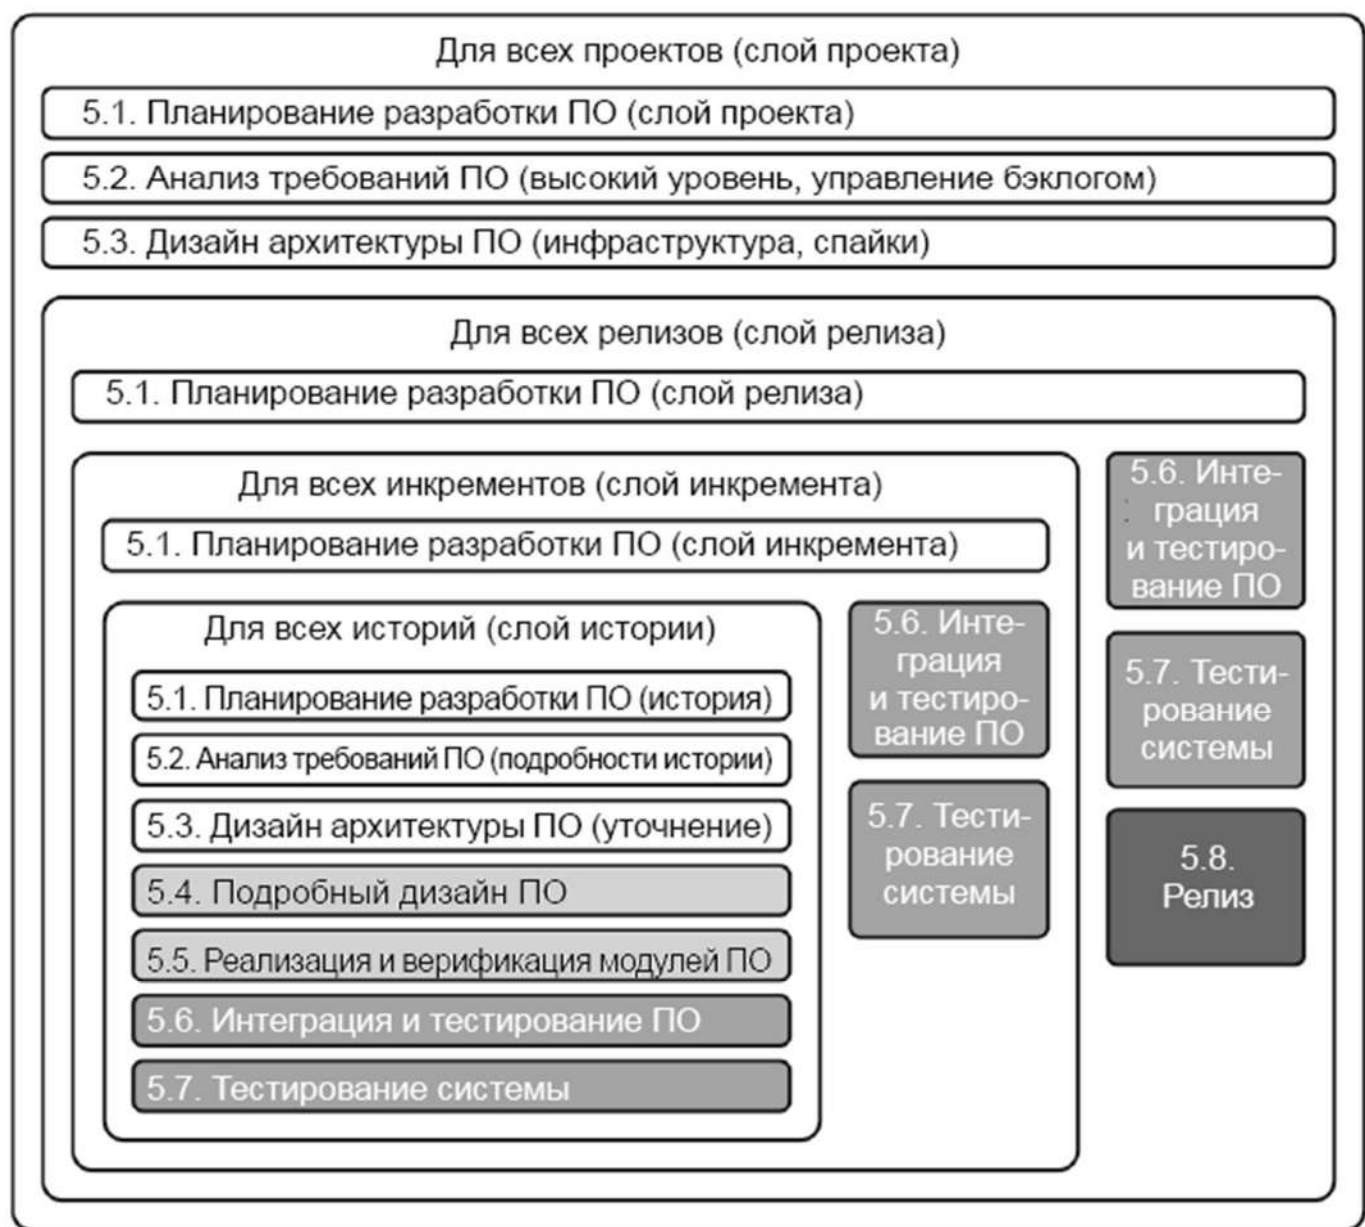 Для всех проектов (слой проекта)
5.1. Планирование разработки ПО (слой проекта)
5.2. Анализ требований ПО (высокий уровень, управление бэклогом)
5.3. Дизайн архитектуры ПО (инфраструктура, спайки)
Для всех релизов (слой релиза)
5.1. Планирование разработки ПО (слой релиза)
Для всех инкрементов (слой инкремента)
5.1. Планирование разработки ПО (слой инкремента)
Для всех историй (слой истории)
5.1. Планирование разработки ПО (история)
5.2. Анализ требований ПО (подробности истории)
5.3. Дизайн архитектуры ПО (уточнение)
5.4. Подробный дизайн ПО
5.5. Реализация и верификация модулей ПО
5.6. Интеграция и тестирование ПО
5.7. Тестирование системы
5.6. Инте-
грация
и тестиро-
вание ПО
5.7. Тести-
рование
системы
5.6. Инте-
грация
и тестиро-
вание ПО
5.7. Тести-
рование
системы
5.8.
Релиз